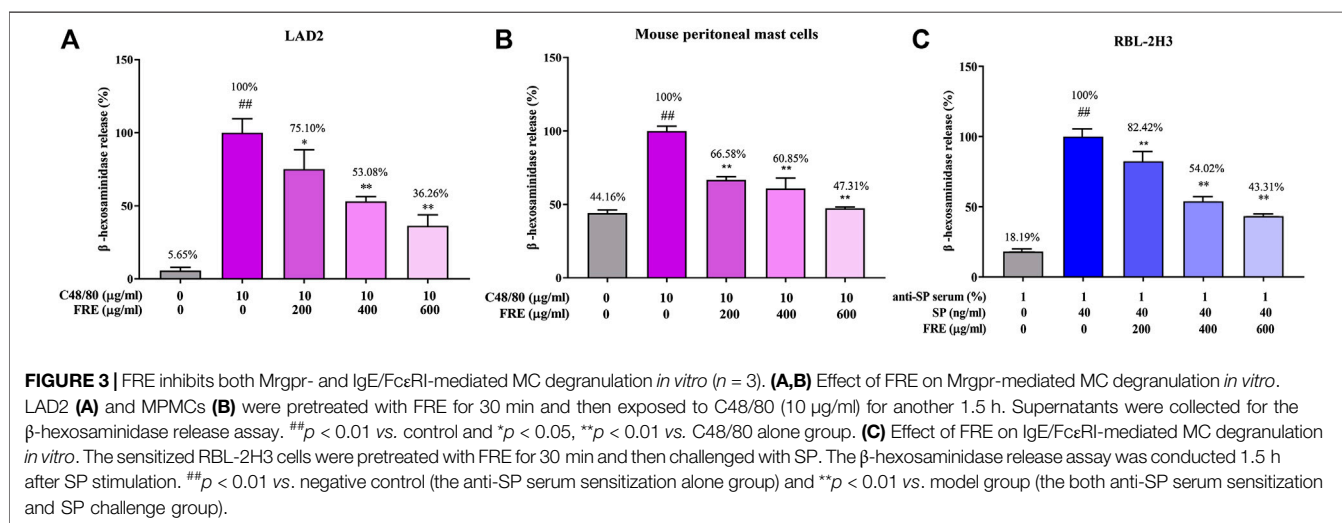 A
LAD2
β -hexosaminidase release (%)
150
100
50
0
5.65%
100%
##
75.10%
*
53.08%
**
36.26%
**
C48/80 (μg/ml) 0 10 10 10 10
FRE (μg/ml) 0 0 200 400 600
B
Mouse peritoneal mast cells
β -hexosaminidase release (%)
150
100
50
0
44.16%
100%
##
66.58%
**
60.85%
**
47.31%
**
C48/80 (μg/ml) 0 10 10 10 10
FRE (μg/ml) 0 0 200 400 600
C
RBL-2H3
β -hexosaminidase release (%)
150
100
50
0
18.19%
100%
##
82.42%
**
54.02%
**
43.31%
**
anti-SP serum (%) 1 1 1 1 1
SP (ng/ml) 0 40 40 40 40
FRE (μg/ml) 0 0 200 400 600
FIGURE 3 | FRE inhibits both Mrgpr- and IgE/FcεRI-mediated MC degranulation in vitro (n = 3). (A,B) Effect of FRE on Mrgpr-mediated MC degranulation in vitro.
LAD2 (A) and MPMCs (B) were pretreated with FRE for 30 min and then exposed to C48/80 (10 μg/ml) for another 1.5 h. Supernatants were collected for the
β-hexosaminidase release assay. ##p < 0.01 vs. control and *p < 0.05, **p < 0.01 vs. C48/80 alone group. (C) Effect of FRE on IgE/FcεRI-mediated MC degranulation
in vitro. The sensitized RBL-2H3 cells were pretreated with FRE for 30 min and then challenged with SP. The β-hexosaminidase release assay was conducted 1.5 h
after SP stimulation. ##p < 0.01 vs. negative control (the anti-SP serum sensitization alone group) and **p < 0.01 vs. model group (the both anti-SP serum sensitization
and SP challenge group).